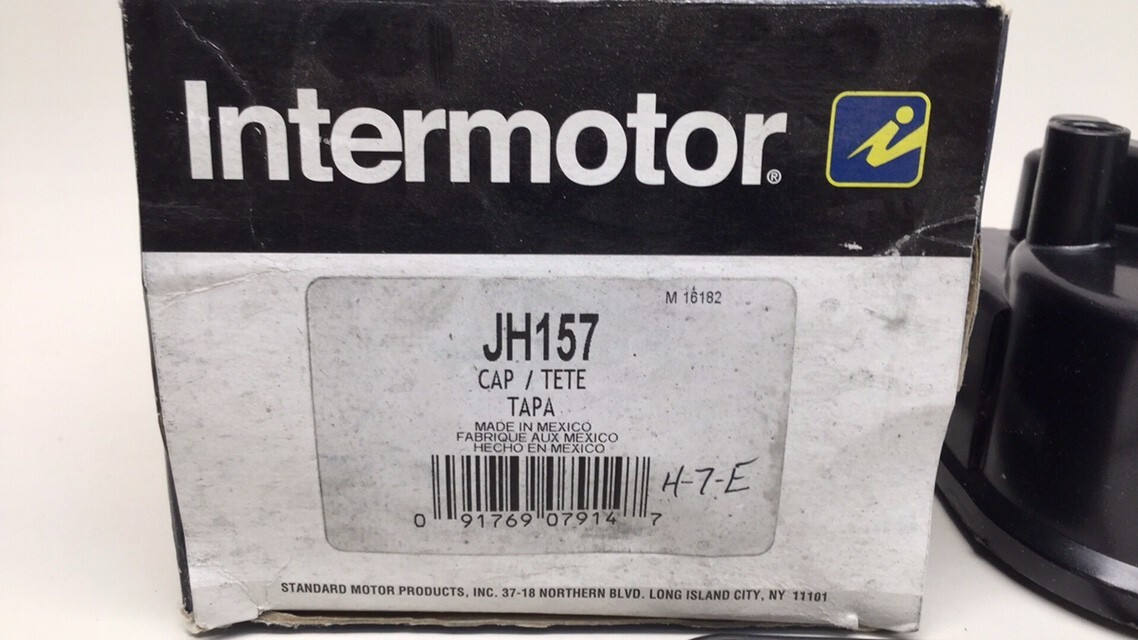 Intermotor®
M 16182
JH157
CAP / TETE
TAPA
MADE IN MEXICO
FABRIQUE AUX MEXICO
HECHO EN MEXICO
H-7-E
0 91769 07914 7
STANDARD MOTOR PRODUCTS, INC. 37-18 NORTHERN BLVD. LONG ISLAND CITY, NY 11101